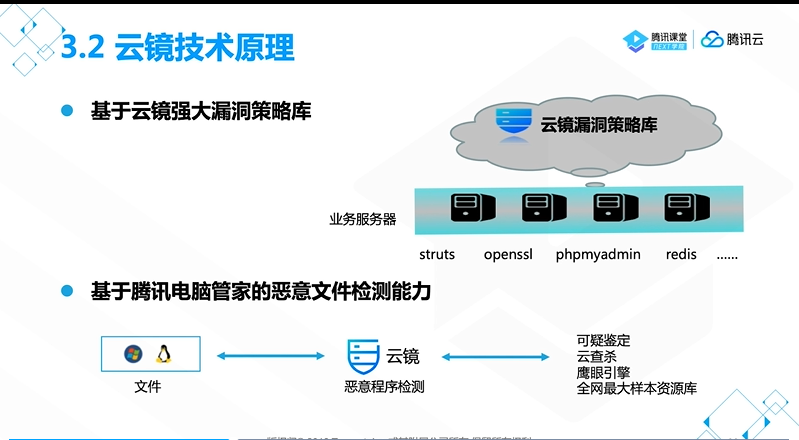 3.2 云镜技术原理
腾讯课堂
NEXT学院
腾讯云
基于云镜强大漏洞策略库
云镜漏洞策略库
业务服务器
struts openssl phpmyadmin redis ......
基于腾讯电脑管家的恶意文件检测能力
文件
云镜
恶意程序检测
可疑鉴定
云查杀
鹰眼引擎
全网最大样本资源库